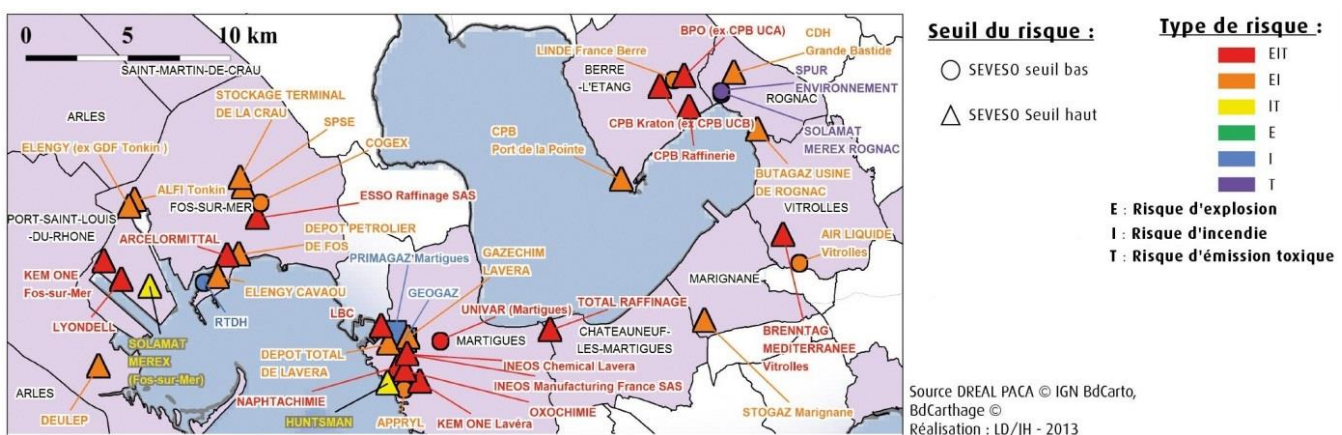 0 5 10 km
SAINT-MARTIN-DE-CRAU
ARLES
STOCKAGE TERMINAL
DE LA CRAU
SPSE
COGEX
ELENGY (ex GDF Tonkin )
ALFI Tonkin
FOS-SUR-MER
ESSO Raffinage SAS
PORT-SAINT-LOUIS
-DU-RHONE
ARCELORMITTAL
DEPOT PETROLIER
DE FOS
PRIMAGAZ Martigues
GAZECHIM
LAVERA
KEM ONE
Fos-sur-Mer
ELENGY CAVAOU
GEOGAZ
LYONDELL
RTDH
LBC
UNIVAR (Martigues)
TOTAL RAFFINAGE
SOLAMAT
MEREX
(Fos-sur-Mer)
MARTIGUES
CHATEAUNEUF-
LES-MARTIGUES
DEPOT TOTAL
DE LAVERA
INEOS Chemical Lavera
INEOS Manufacturing France SAS
ARLES
DEULEP
NAPHTACHIMIE
HUNTSMAN
APPRYL
KEM ONE Lavéra
OXOCHIMIE
STOGAZ Marignane
BPO (ex CPB UCA)
CDH
Grande Bastide
LINDE France Berre
BERRE
-L'ETANG
SPUR
ENVIRONNEMENT
ROGNAC
CPB Kraton (ex CPB UCB)
SOLAMAT
MEREX ROGNAC
CPB
Port de la Pointe
CPB Raffinerie
BUTAGAZ USINE
DE ROGNAC
VITROLLES
AIR LIQUIDE
Vitrolles
MARIGNANE
BRENNTAG
MEDITERRANEE
Vitrolles
Seuil du risque :
SEVESO seuil bas
SEVESO Seuil haut
Type de risque :
EIT
EI
IT
E
I
T
E : Risque d'explosion
I : Risque d'incendie
T : Risque d'émission toxique
Source DREAL PACA © IGN BdCarto,
BdCarthage ©
Réalisation : LD/JH - 2013